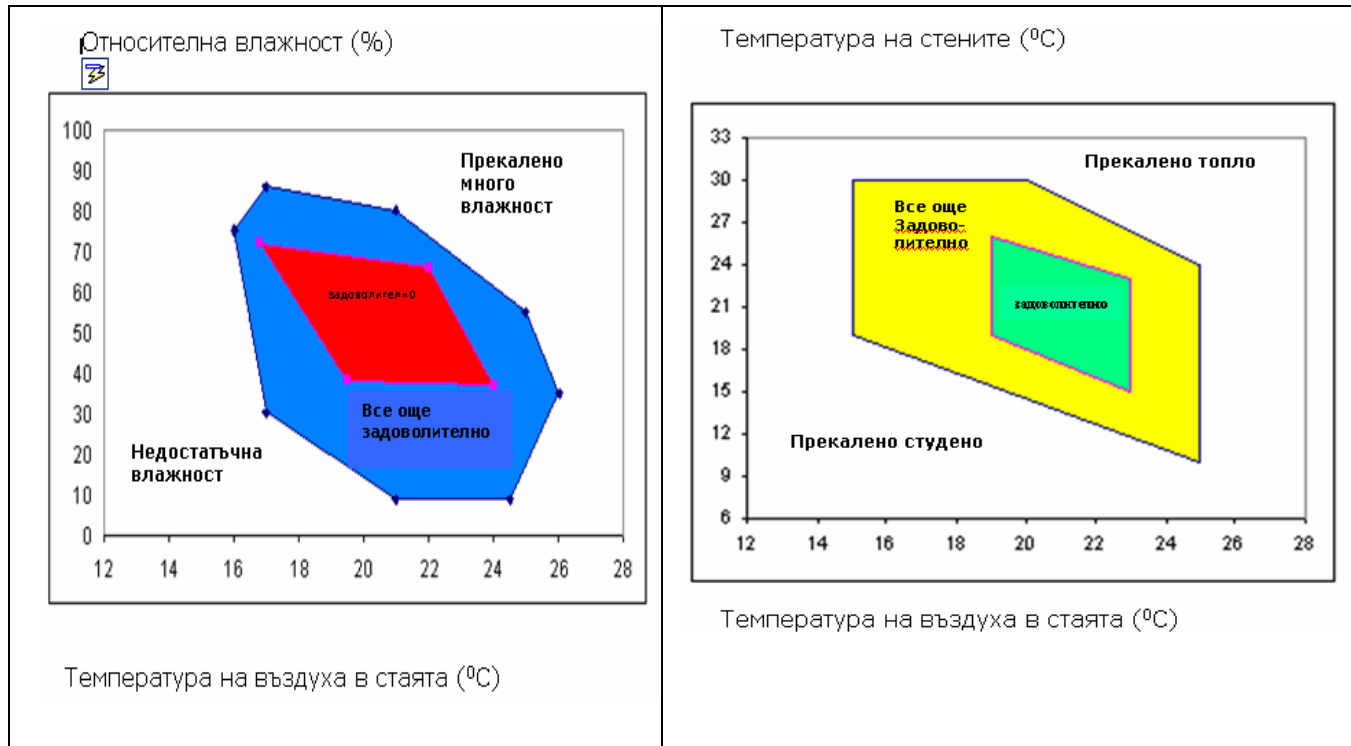 Относителна влажност (%)
100
90
80
70
60
50
40
30
20
10
0
Прекалено
много
влажност
задоволително
Все още
задоволително
Недостатъчна
влажност
12 14 16 18 20 22 24 26 28
Температура на въздуха в стаята (⁰C)
Температура на стените (⁰C)
33
30
27
24
21
18
15
12
9
6
Прекалено топло
Все още
Задово-
лително
задоволително
Прекалено студено
12 14 16 18 20 22 24 26 28
Температура на въздуха в стаята (⁰C)